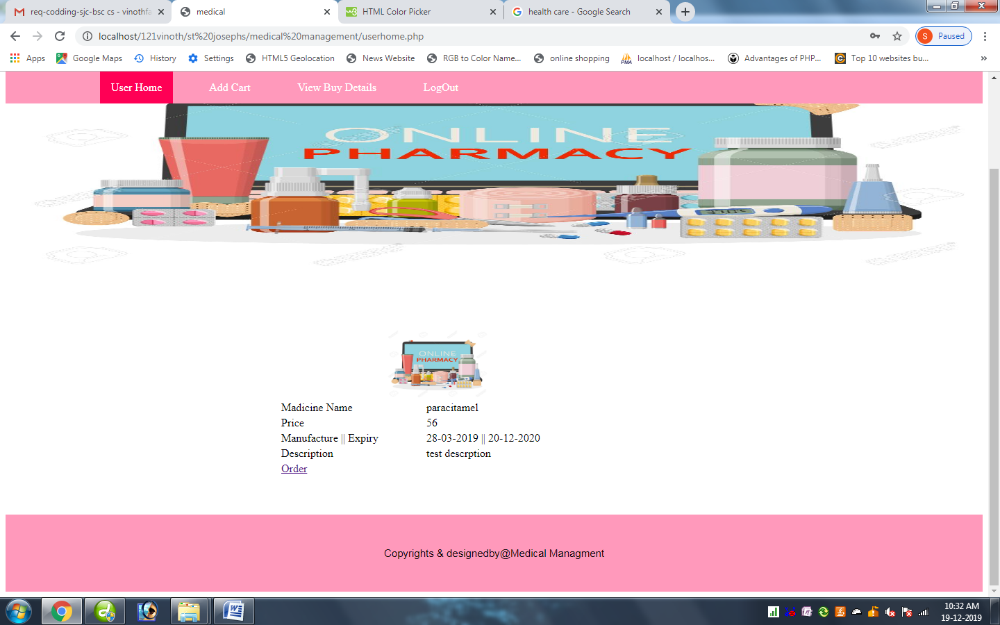 req-codding-sjc-bsc cs - vinothfa
medical
HTML Color Picker
health care - Google Search
localhost/121vinoth/st%20josephs/medical%20management/userhome.php
S Paused
Apps
Google Maps
History
Settings
HTML5 Geolocation
News Website
RGB to Color Name...
online shopping
PMA localhost / localhos...
Advantages of PHP...
Top 10 websites bu...
»
User Home
Add Cart
View Buy Details
LogOut
ONLINE
PHARMACY
ONLINE
PHARMACY
Madicine Name paracitamel
Price 56
Manufacture || Expiry 28-03-2019 || 20-12-2020
Description test descrption
Order
Copyrights & designedby@Medical Managment
10:32 AM
19-12-2019